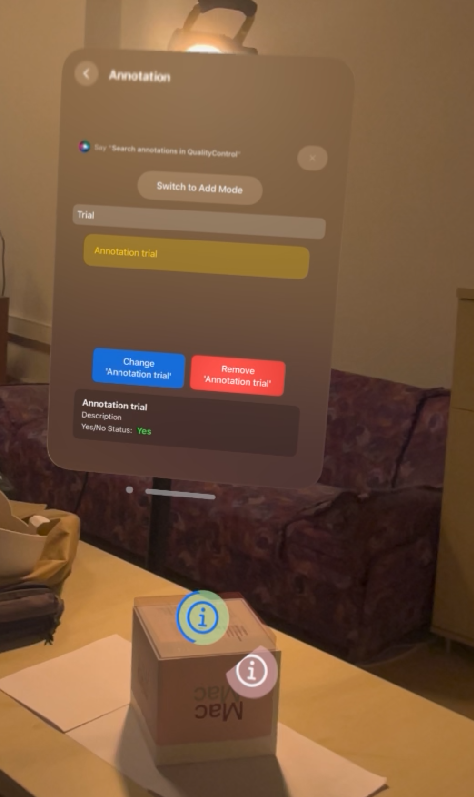 Annotation
Say "Search annotations in QualityControl"
Switch to Add Mode
Trial
Annotation trial
Change
'Annotation trial'
Remove
'Annotation trial'
Annotation trial
Description
Yes/No Status: Yes
Mac
Mac